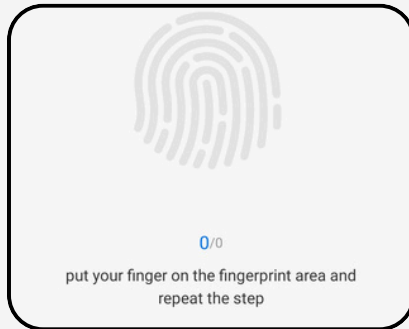 0/0
put your finger on the fingerprint area and
repeat the step